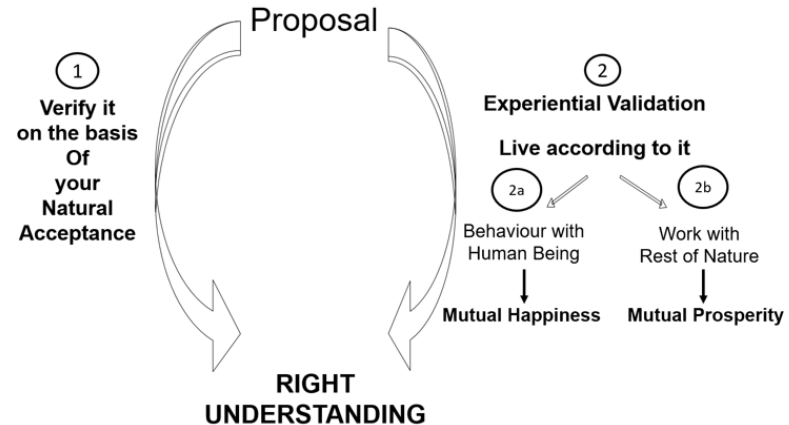 Proposal
1
Verify it
on the basis
Of
your
Natural
Acceptance
2
Experiential Validation
Live according to it
2a
2b
Behaviour with
Human Being
Work with
Rest of Nature
Mutual Happiness
Mutual Prosperity
RIGHT
UNDERSTANDING